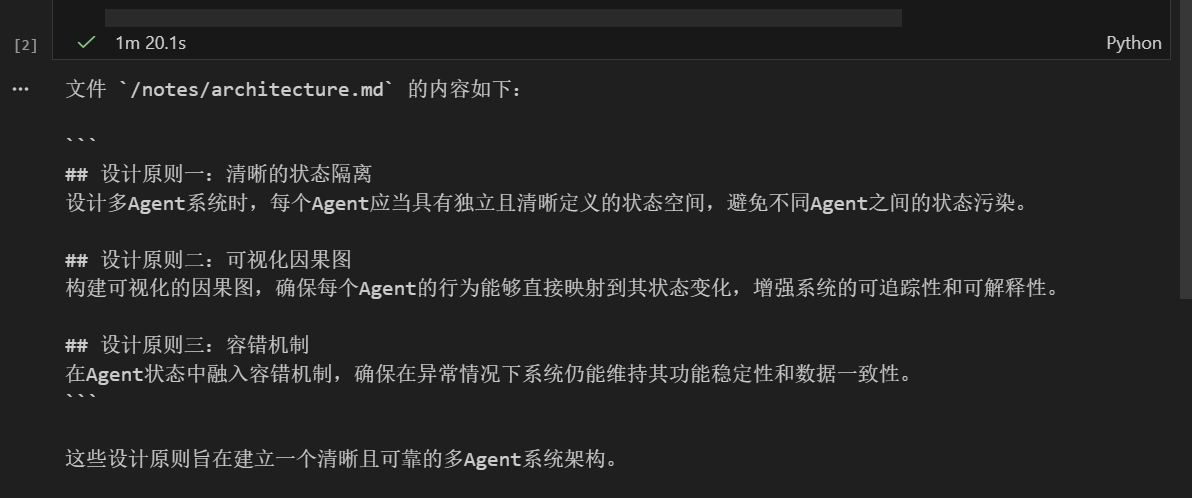 [2]
1m 20.1s
Python
文件 `/notes/architecture.md` 的内容如下：
```
## 设计原则一：清晰的状态隔离
设计多Agent系统时，每个Agent应当具有独立且清晰定义的状态空间，避免不同Agent之间的状态污染。
## 设计原则二：可视化因果图
构建可视化的因果图，确保每个Agent的行为能够直接映射到其状态变化，增强系统的可追踪性和可解释性。
## 设计原则三：容错机制
在Agent状态中融入容错机制，确保在异常情况下系统仍能维持其功能稳定性和数据一致性。
```
这些设计原则旨在建立一个清晰且可靠的多Agent系统架构。